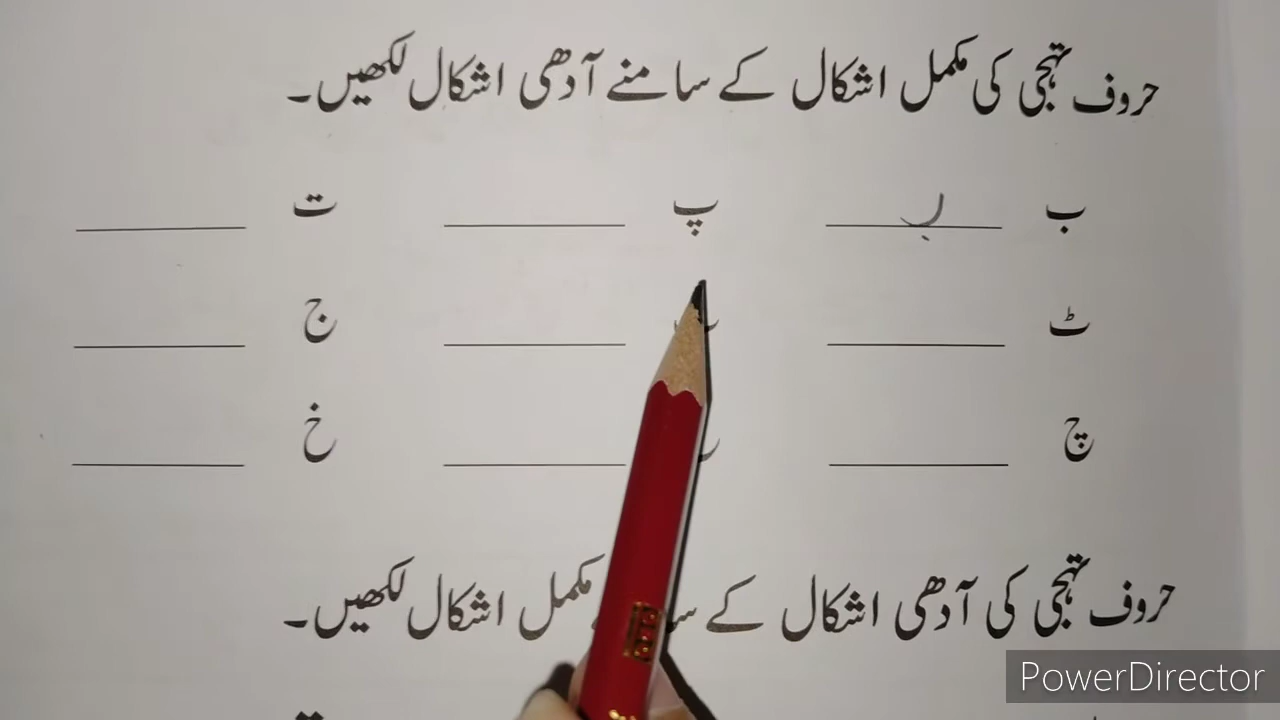 حروف تہجی کی مکمل اشکال کے سامنے آدھی اشکال لکھیں۔
ب بـ پ ت
ٹ ج
چ خ
حروف تہجی کی آدھی اشکال کے مکمل اشکال لکھیں۔
PowerDirector